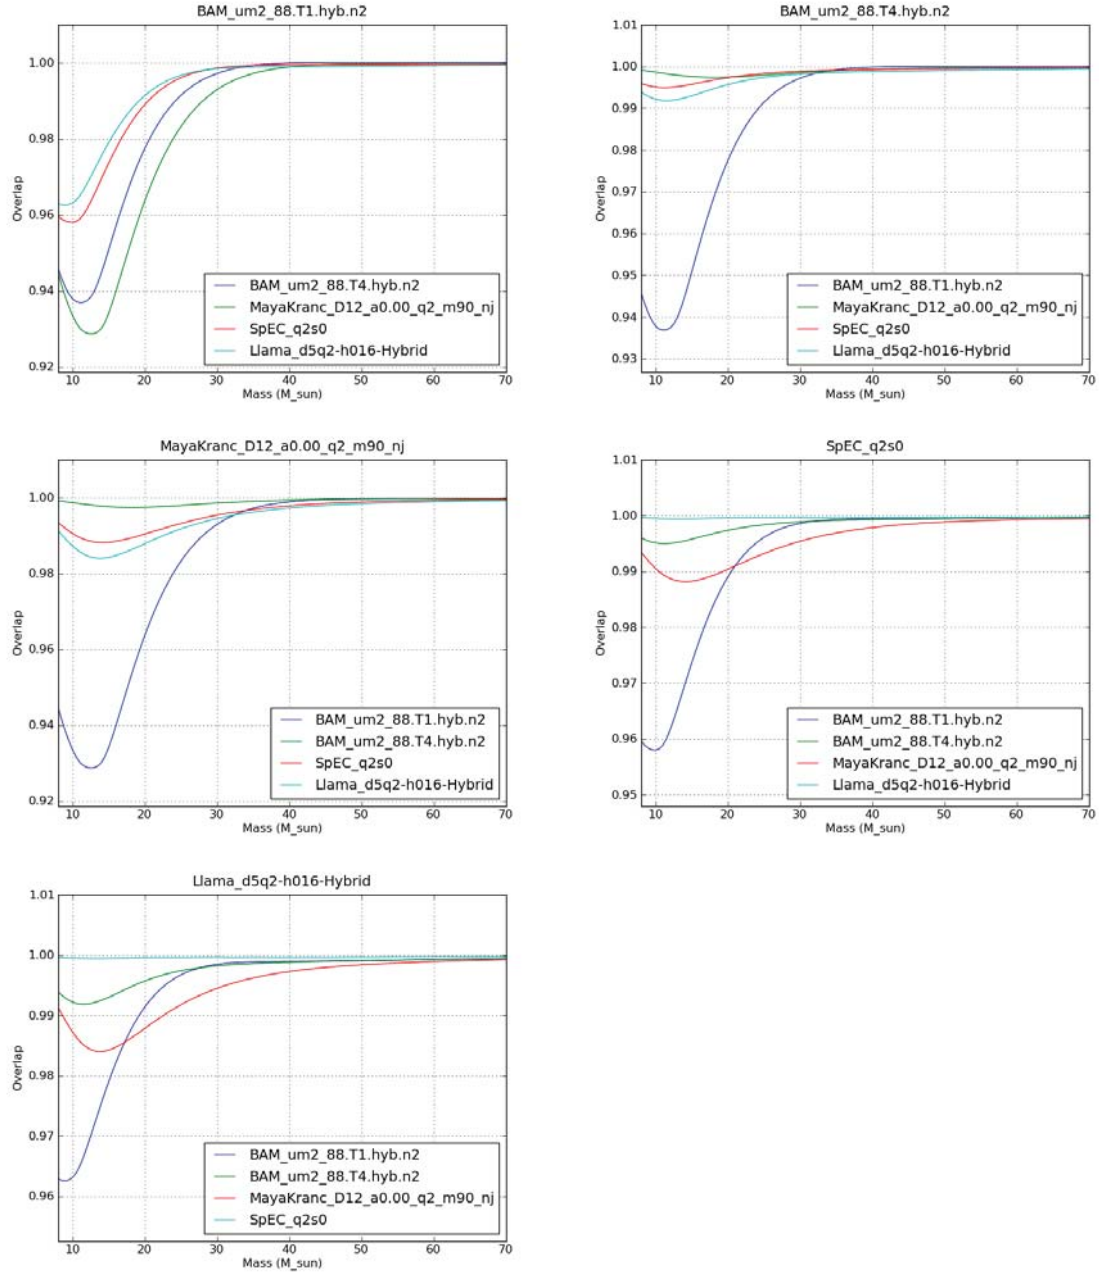 BAM_um2_88.T1.hyb.n2
1.00
0.98
0.96
0.94
0.92
Overlap
BAM_um2_88.T4.hyb.n2
MayaKranc_D12_a0.00_q2_m90_nj
SpEC_q2s0
Llama_d5q2-h016-Hybrid
10 20 30 40 50 60 70
Mass (M_sun)
BAM_um2_88.T4.hyb.n2
1.01
1.00
0.99
0.98
0.97
0.96
0.95
0.94
0.93
Overlap
BAM_um2_88.T1.hyb.n2
MayaKranc_D12_a0.00_q2_m90_nj
SpEC_q2s0
Llama_d5q2-h016-Hybrid
10 20 30 40 50 60 70
Mass (M_sun)
MayaKranc_D12_a0.00_q2_m90_nj
1.00
0.98
0.96
0.94
0.92
Overlap
BAM_um2_88.T1.hyb.n2
BAM_um2_88.T4.hyb.n2
SpEC_q2s0
Llama_d5q2-h016-Hybrid
10 20 30 40 50 60 70
Mass (M_sun)
SpEC_q2s0
1.01
1.00
0.99
0.98
0.97
0.96
0.95
Overlap
BAM_um2_88.T1.hyb.n2
BAM_um2_88.T4.hyb.n2
MayaKranc_D12_a0.00_q2_m90_nj
Llama_d5q2-h016-Hybrid
10 20 30 40 50 60 70
Mass (M_sun)
Llama_d5q2-h016-Hybrid
1.01
1.00
0.99
0.98
0.97
0.96
Overlap
BAM_um2_88.T1.hyb.n2
BAM_um2_88.T4.hyb.n2
MayaKranc_D12_a0.00_q2_m90_nj
SpEC_q2s0
10 20 30 40 50 60 70
Mass (M_sun)